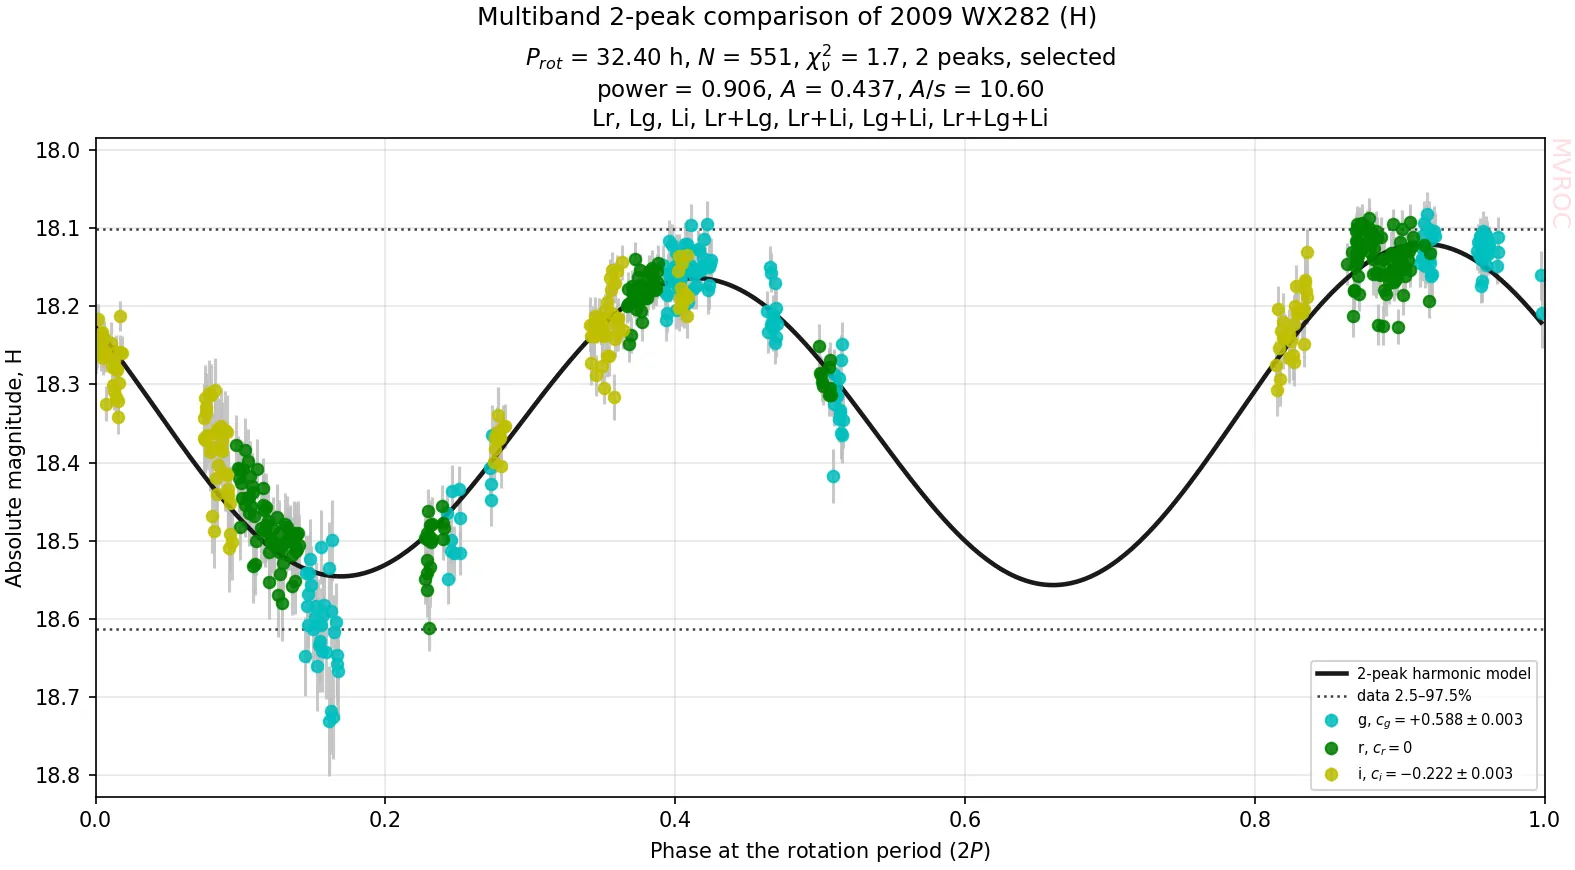 Multiband 2-peak comparison of 2009 WX282 (H)
P_rot = 32.40 h, N = 551, χ²_ν = 1.7, 2 peaks, selected
power = 0.906, A = 0.437, A/s = 10.60
Lr, Lg, Li, Lr+Lg, Lr+Li, Lg+Li, Lr+Lg+Li
MVROC
Absolute magnitude, H
18.0
18.1
18.2
18.3
18.4
18.5
18.6
18.7
18.8
2-peak harmonic model
data 2.5–97.5%
g, c_g = +0.588 ± 0.003
r, c_r = 0
i, c_i = −0.222 ± 0.003
0.0 0.2 0.4 0.6 0.8 1.0
Phase at the rotation period (2P)